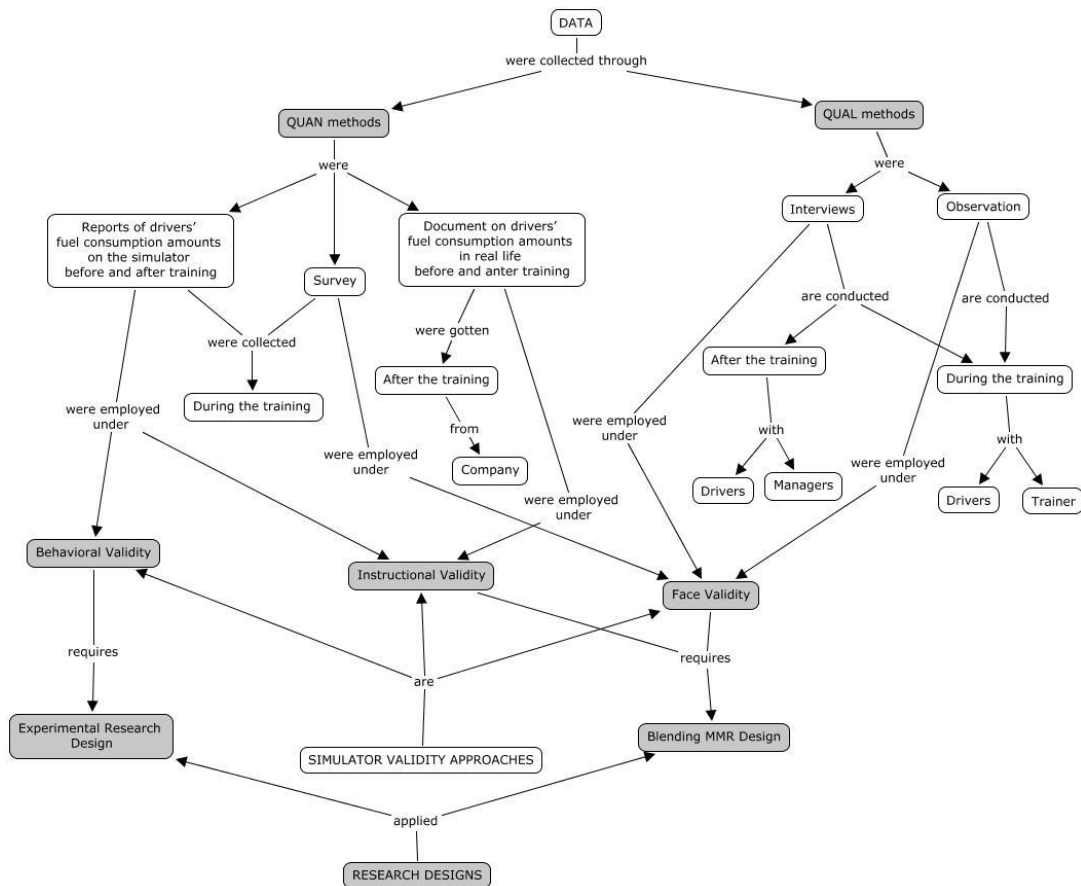 DATA
were collected through
QUAN methods
QUAL methods
were
were
Reports of drivers'
fuel consumption amounts
on the simulator
before and after training
Survey
Document on drivers'
fuel consumption amounts
in real life
before and anter training
Interviews
Observation
were collected
were gotten
are conducted
are conducted
During the training
After the training
After the training
During the training
were employed
under
were employed
under
from
Company
were employed
under
were employed
under
with
Drivers
Managers
were employed
under
with
Drivers
Trainer
Behavioral Validity
Instructional Validity
Face Validity
requires
are
requires
Experimental Research
Design
SIMULATOR VALIDITY APPROACHES
Blending MMR Design
applied
RESEARCH DESIGNS